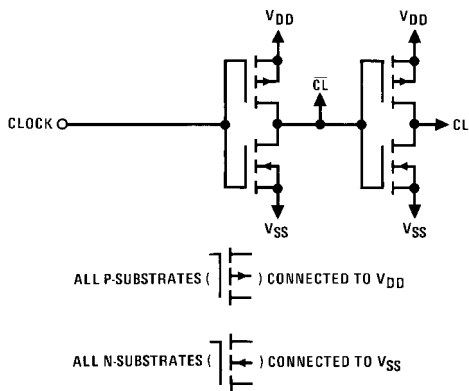 VDD
VDD
CL
CLOCK
CL
VSS
VSS
ALL P-SUBSTRATES ( ) CONNECTED TO VDD
ALL N-SUBSTRATES ( ) CONNECTED TO VSS